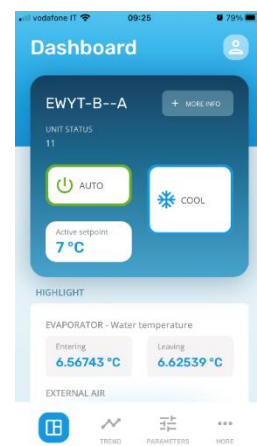 vodafone IT 09:25 79%
Dashboard
EWYT-B--A + MORE INFO
UNIT STATUS
11
AUTO
COOL
Active setpoint
7 °C
HIGHLIGHT
EVAPORATOR - Water temperature
Entering Leaving
6.56743 °C 6.62539 °C
EXTERNAL AIR
TREND PARAMETERS MORE